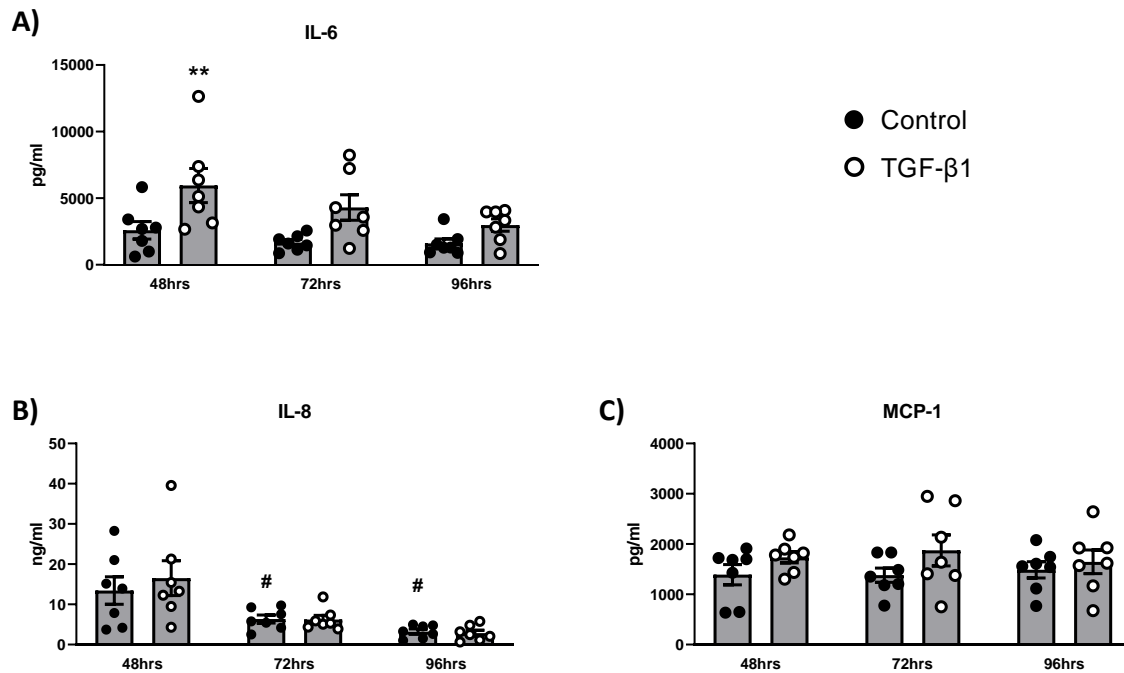 A)
IL-6
15000
**
10000
pg/ml
5000
0
48hrs 72hrs 96hrs
Control
TGF-β1
B)
IL-8
50
40
30
ng/ml
20
#
#
10
0
48hrs 72hrs 96hrs
C)
MCP-1
4000
3000
pg/ml
2000
1000
0
48hrs 72hrs 96hrs